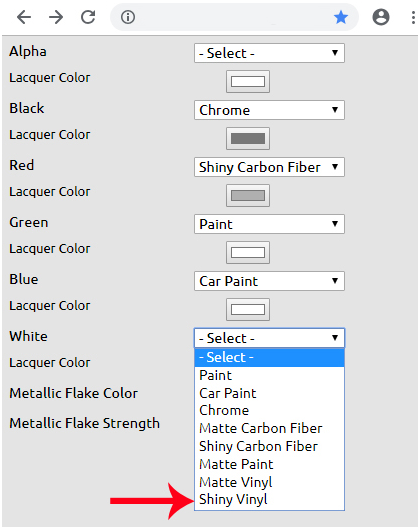 Alpha - Select -
Lacquer Color
Black Chrome
Lacquer Color
Red Shiny Carbon Fiber
Lacquer Color
Green Paint
Lacquer Color
Blue Car Paint
Lacquer Color
White - Select -
Lacquer Color
Metallic Flake Color
Metallic Flake Strength
- Select -
Paint
Car Paint
Chrome
Matte Carbon Fiber
Shiny Carbon Fiber
Matte Paint
Matte Vinyl
Shiny Vinyl